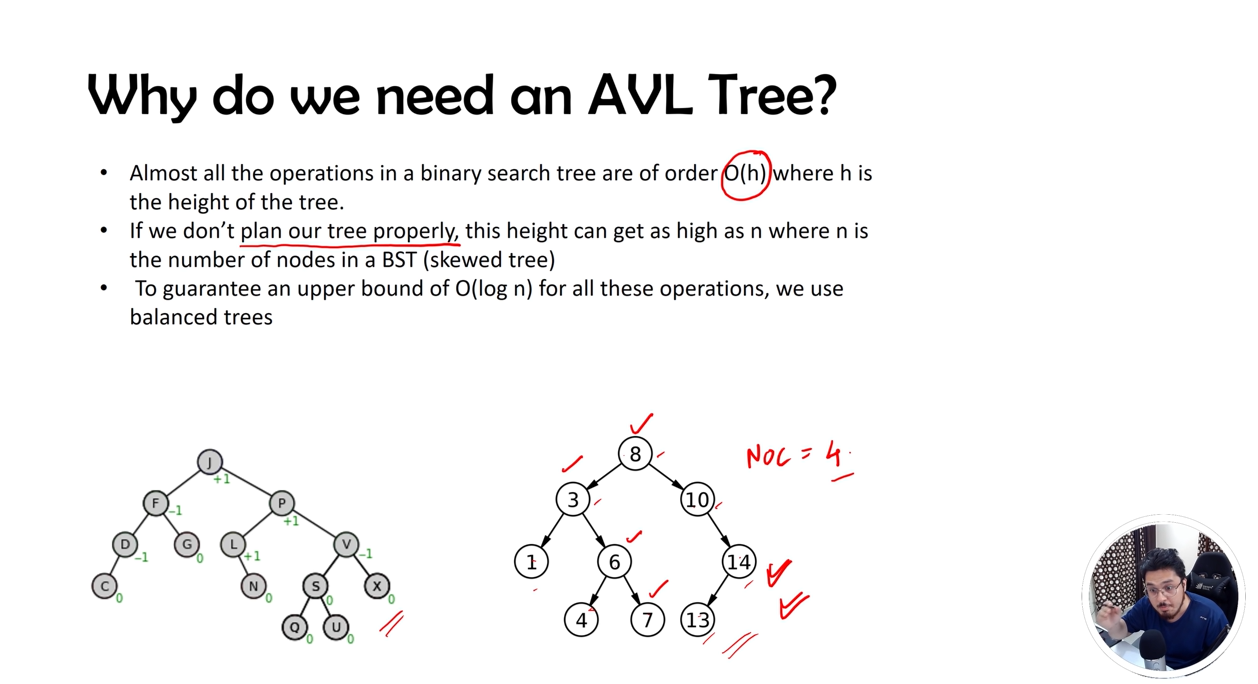 Why do we need an AVL Tree?
• Almost all the operations in a binary search tree are of order O(h) where h is
the height of the tree.
• If we don’t plan our tree properly, this height can get as high as n where n is
the number of nodes in a BST (skewed tree)
• To guarantee an upper bound of O(log n) for all these operations, we use
balanced trees
J
+1
F
-1
P
+1
D
-1
G
0
L
+1
V
-1
C
0
N
0
S
0
X
0
Q
0
U
0
8
3
10
1
6
14
4
7
13
NOC = 4